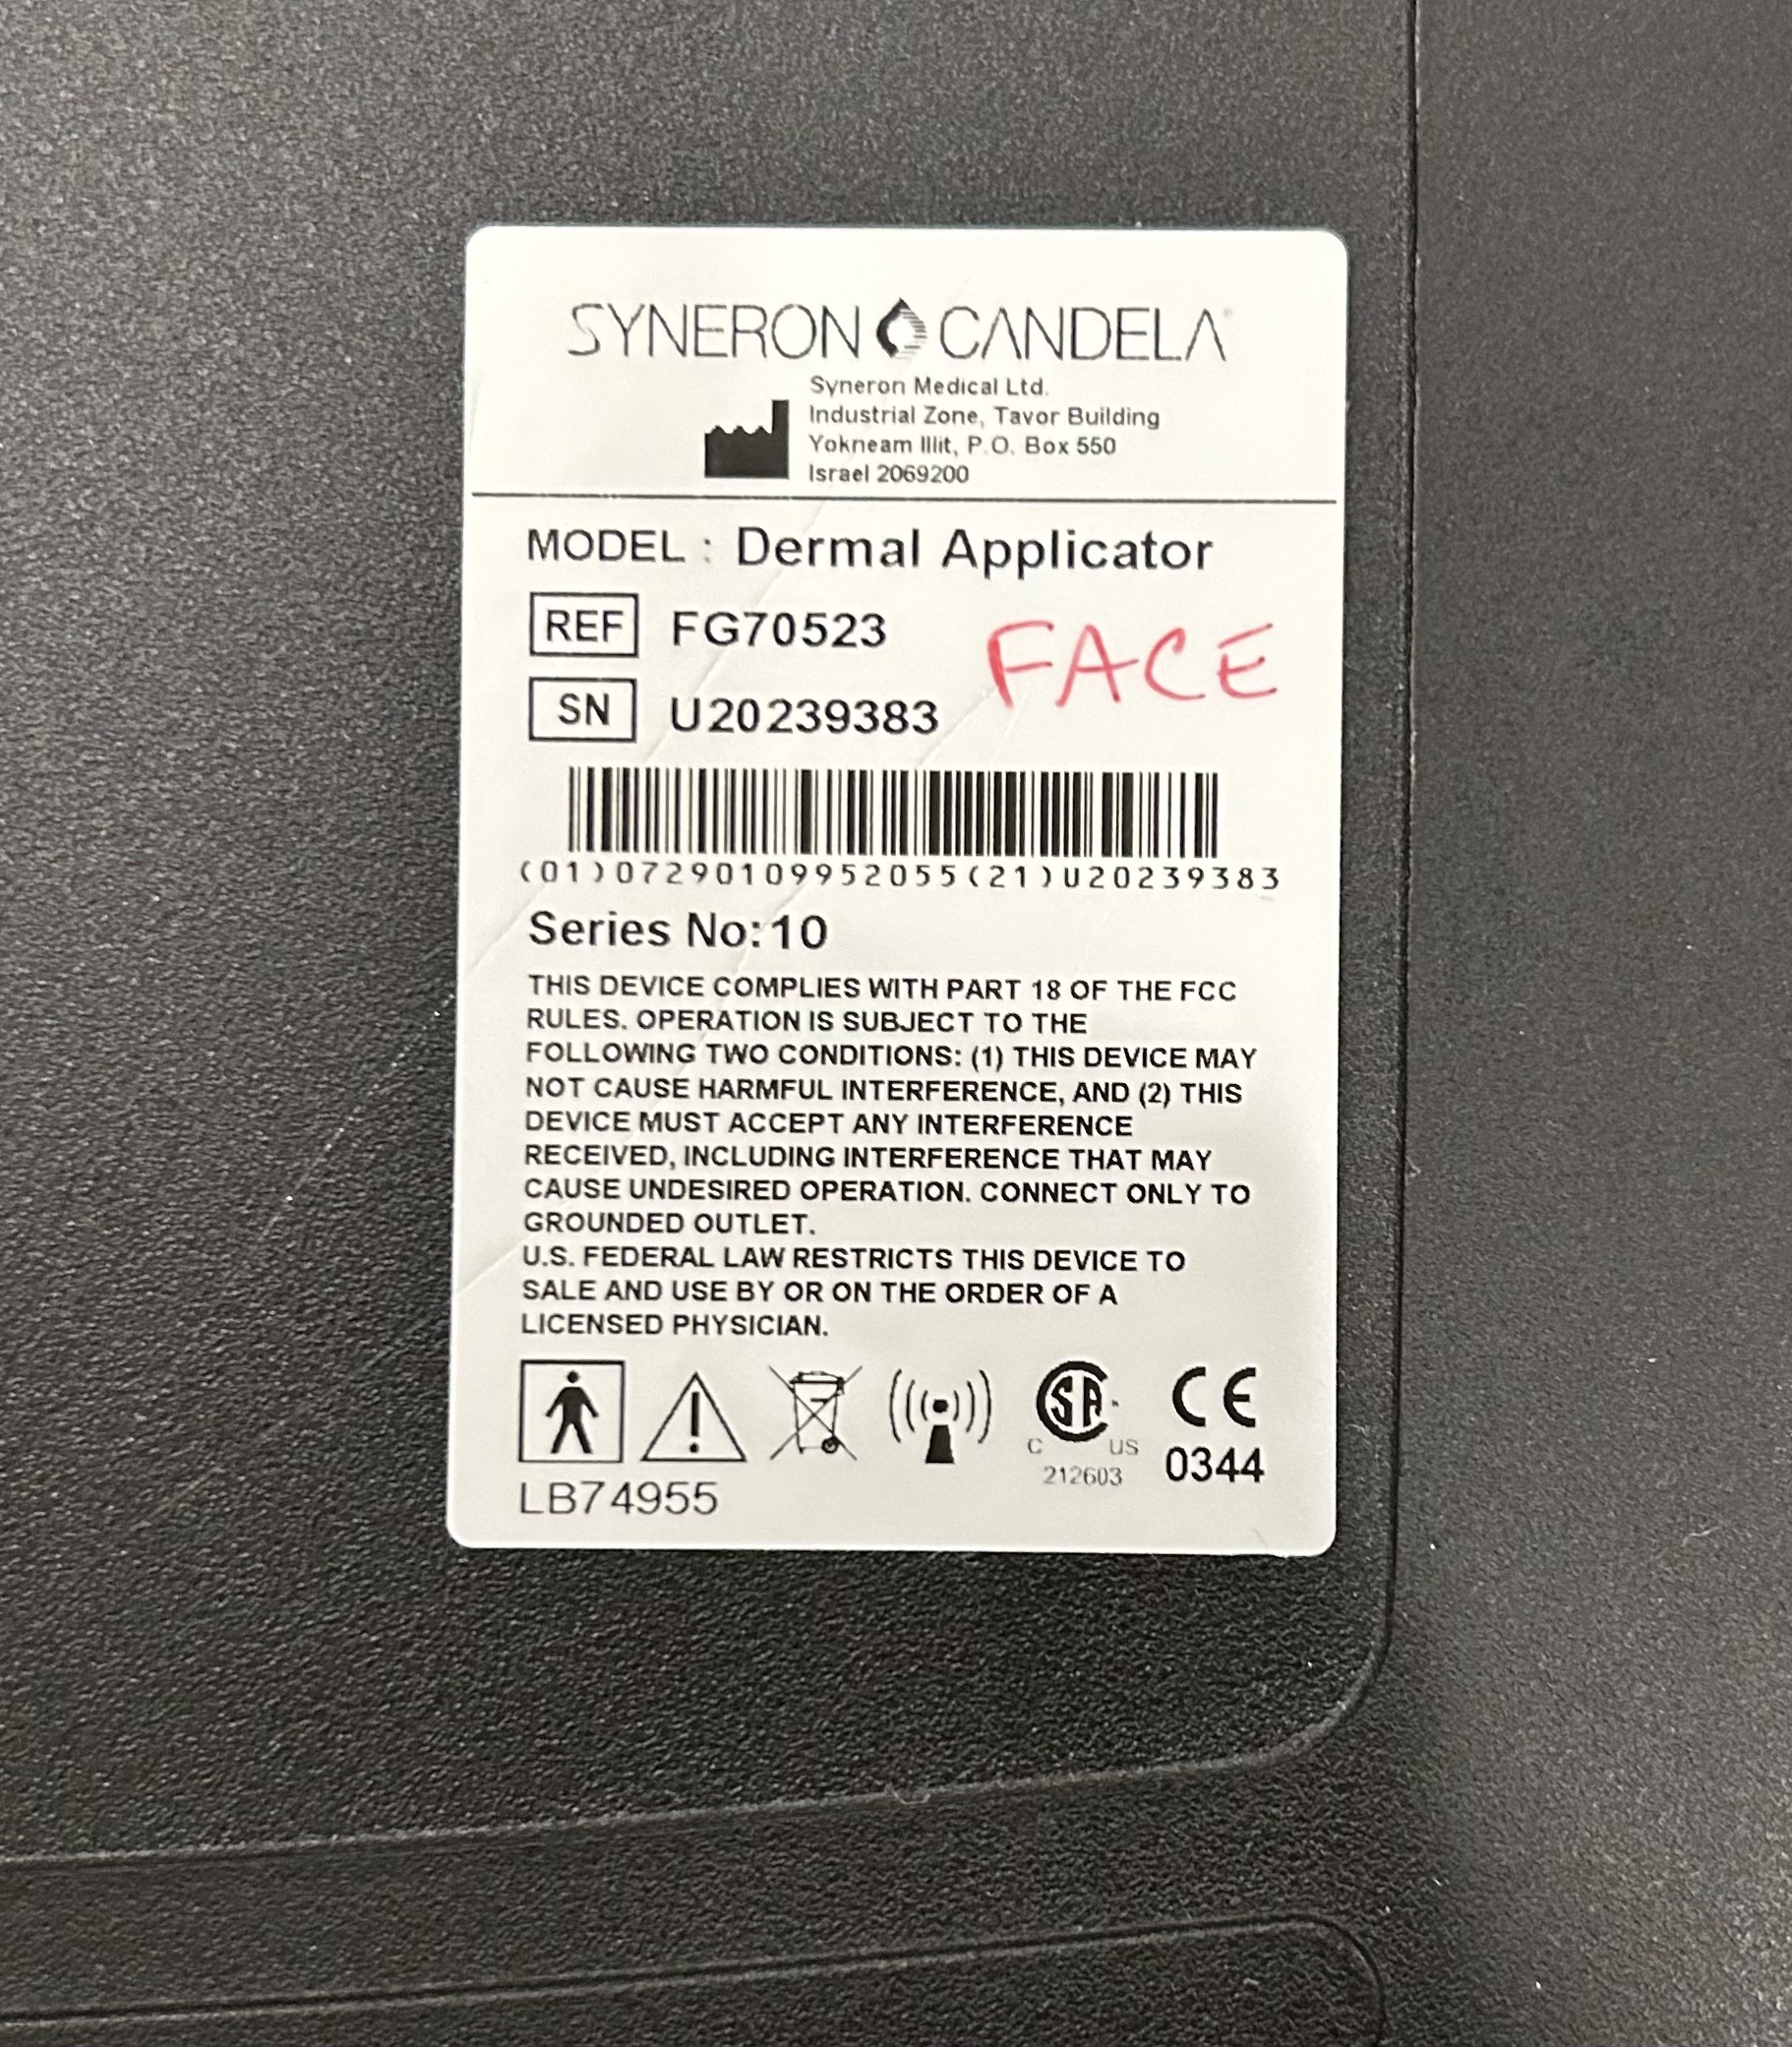 SYNERON CANDELA
Syneron Medical Ltd.
Industrial Zone, Tavor Building
Yokneam Illit, P.O. Box 550
Israel 2069200
MODEL : Dermal Applicator
REF FG70523
FACE
SN U20239383
(01)07290109952055(21)U20239383
Series No:10
THIS DEVICE COMPLIES WITH PART 18 OF THE FCC
RULES. OPERATION IS SUBJECT TO THE
FOLLOWING TWO CONDITIONS: (1) THIS DEVICE MAY
NOT CAUSE HARMFUL INTERFERENCE, AND (2) THIS
DEVICE MUST ACCEPT ANY INTERFERENCE
RECEIVED, INCLUDING INTERFERENCE THAT MAY
CAUSE UNDESIRED OPERATION. CONNECT ONLY TO
GROUNDED OUTLET.
U.S. FEDERAL LAW RESTRICTS THIS DEVICE TO
SALE AND USE BY OR ON THE ORDER OF A
LICENSED PHYSICIAN.
SA
C US
212603
CE
0344
LB74955